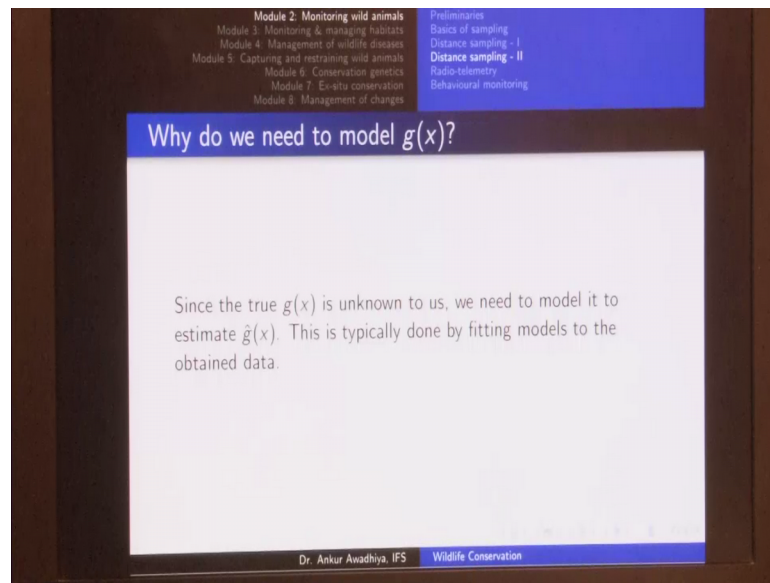 Module 2: Monitoring wild animals
Module 3: Monitoring & managing habitats
Module 4: Management of wildlife diseases
Module 5: Capturing and restraining wild animals
Module 6: Conservation genetics
Module 7: Ex-situ conservation
Module 8: Management of changes
Preliminaries
Basics of sampling
Distance sampling - I
Distance sampling - II
Radio-telemetry
Behavioural monitoring
Why do we need to model g(x)?
Since the true g(x) is unknown to us, we need to model it to
estimate ĝ(x). This is typically done by fitting models to the
obtained data.
Dr. Ankur Awadhiya, IFS
Wildlife Conservation